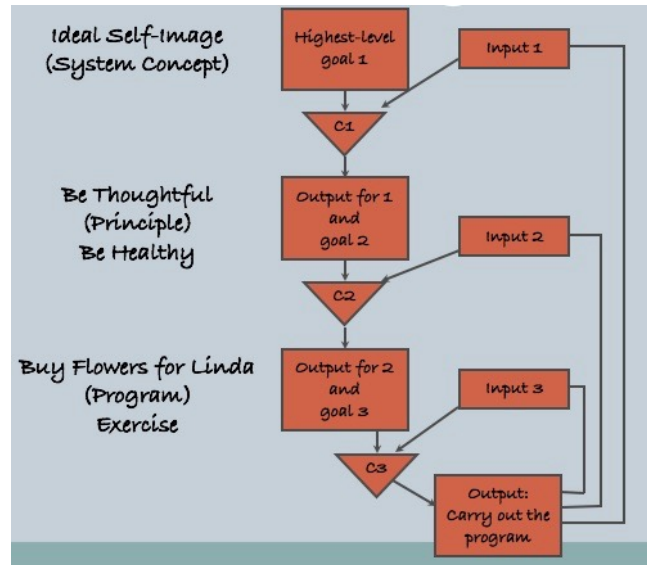 Ideal Self-Image
(System Concept)
Highest-level
goal 1
Input 1
C1
Be Thoughtful
(Principle)
Be Healthy
Output for 1
and
goal 2
Input 2
C2
Buy Flowers for Linda
(Program)
Exercise
Output for 2
and
goal 3
Input 3
C3
Output:
Carry out the
program